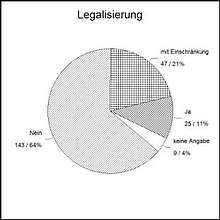 Legalisierung
mit Einschränkung
47 / 21%
Ja
25 / 11%
keine Angabe
9 / 4%
Nein
143 / 64%